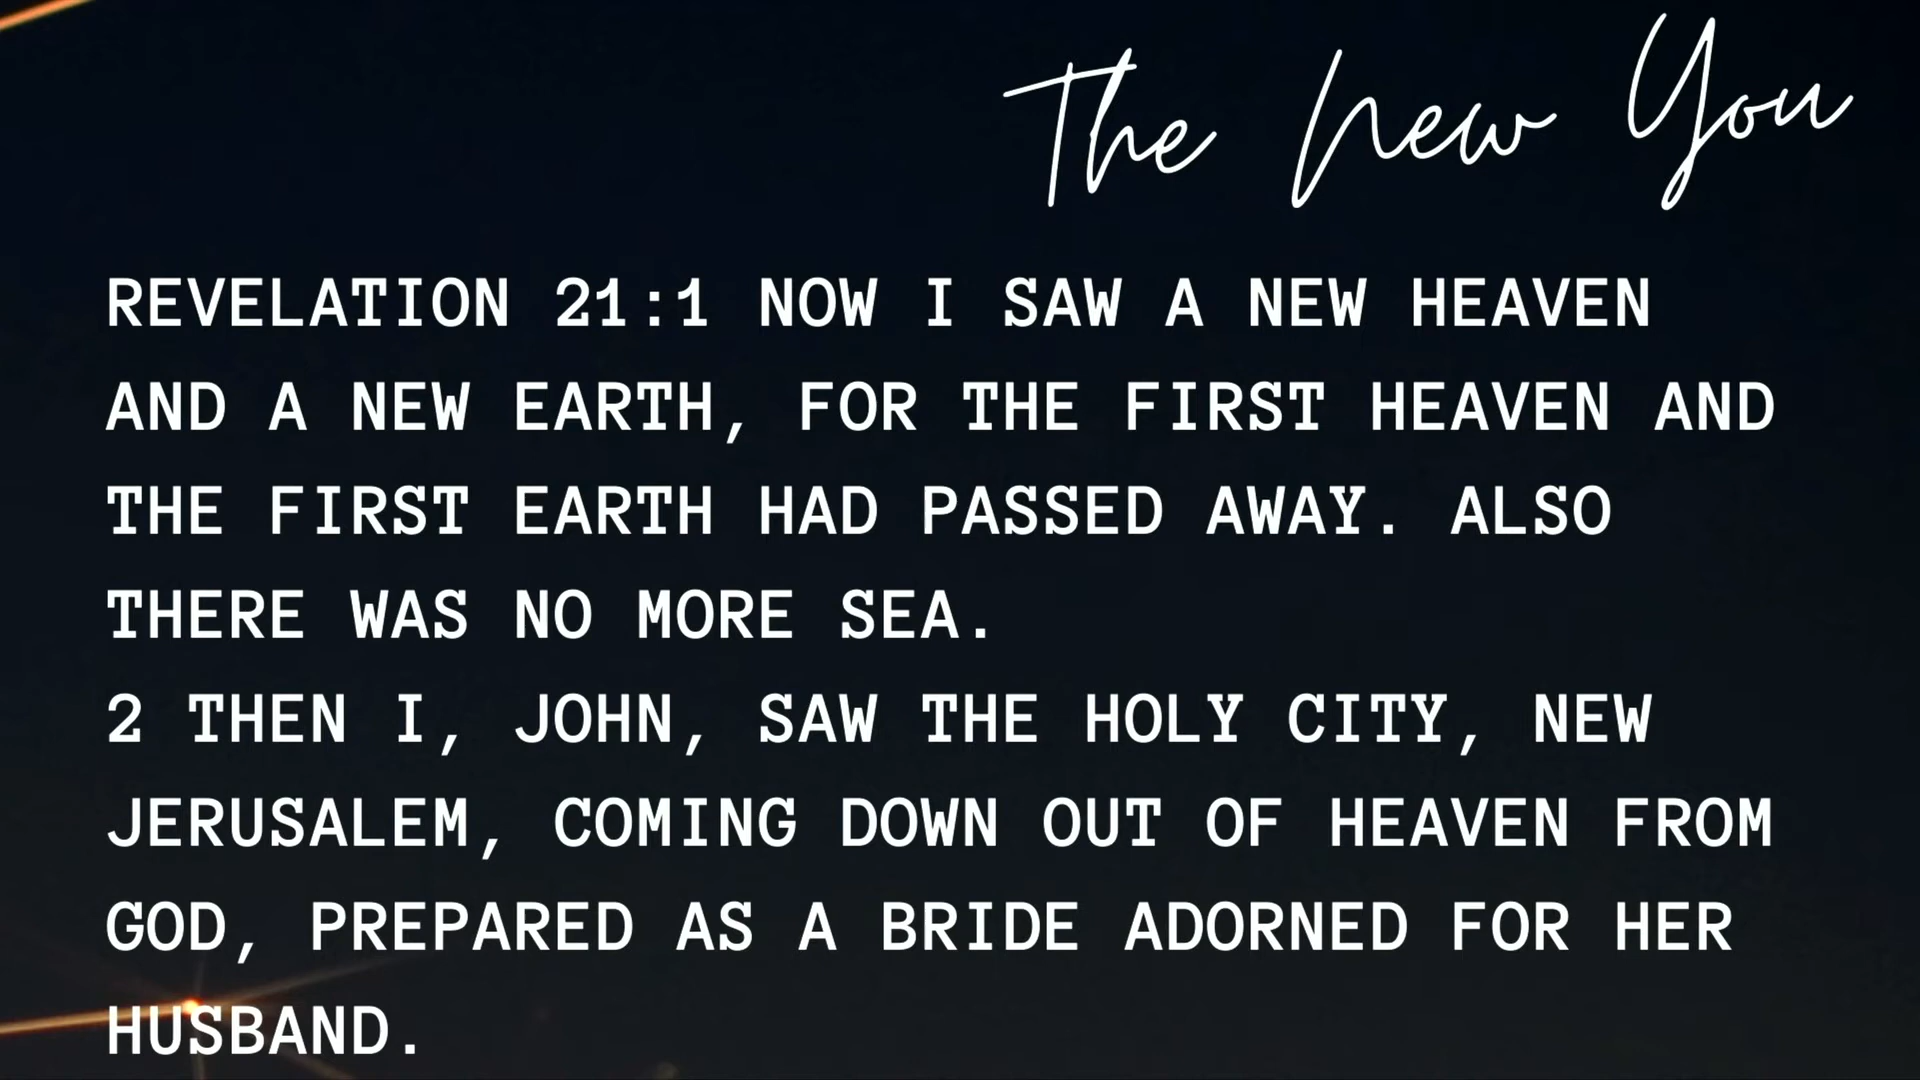 The New You
REVELATION 21:1 NOW I SAW A NEW HEAVEN
AND A NEW EARTH, FOR THE FIRST HEAVEN AND
THE FIRST EARTH HAD PASSED AWAY. ALSO
THERE WAS NO MORE SEA.
2 THEN I, JOHN, SAW THE HOLY CITY, NEW
JERUSALEM, COMING DOWN OUT OF HEAVEN FROM
GOD, PREPARED AS A BRIDE ADORNED FOR HER
HUSBAND.